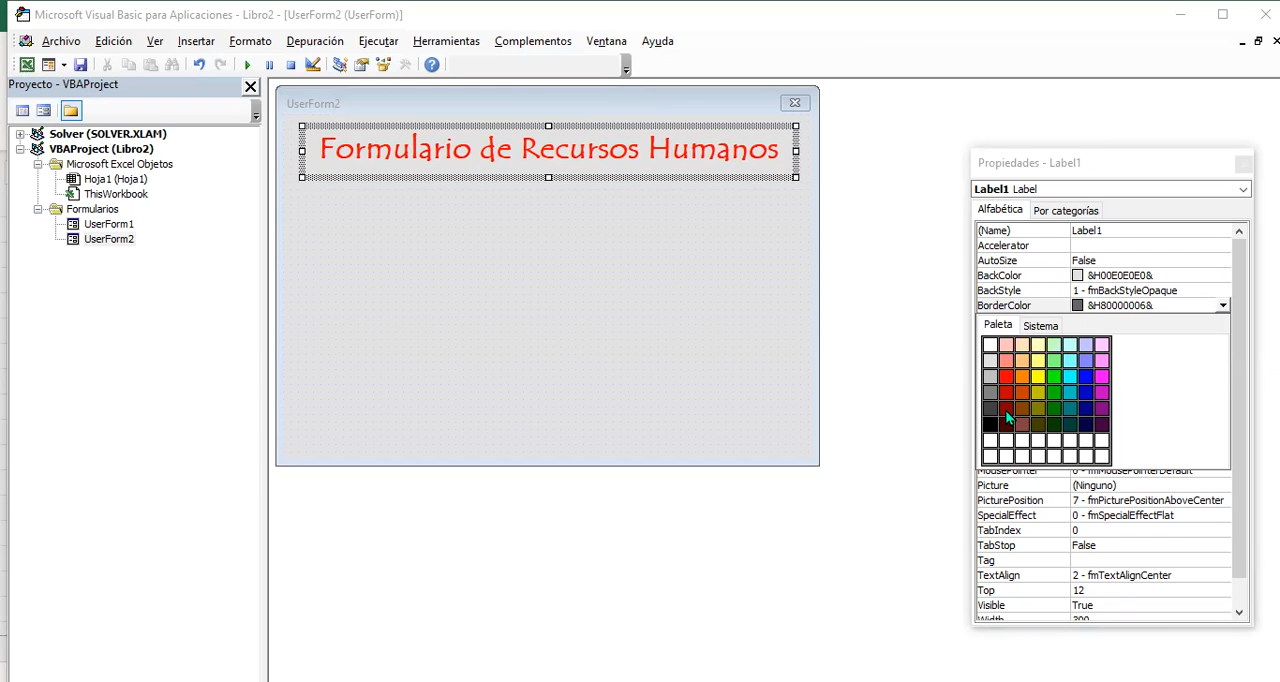 Microsoft Visual Basic para Aplicaciones - Libro2 - [UserForm2 (UserForm)]
Archivo Edición Ver Insertar Formato Depuración Ejecutar Herramientas Complementos Ventana Ayuda
Proyecto - VBAProject
Solver (SOLVER.XLAM)
VBAProject (Libro2)
Microsoft Excel Objetos
Hoja1 (Hoja1)
ThisWorkbook
Formularios
UserForm1
UserForm2
UserForm2
Formulario de Recursos Humanos
Propiedades - Label1
Label1 Label
Alfabética Por categorías
(Name) Label1
Accelerator
AutoSize False
BackColor &H00E0E0E0&
BackStyle 1 - fmBackStyleOpaque
BorderColor &H80000006&
Paleta Sistema
MousePointer 0 - fmMousePointerDefault
Picture (Ninguno)
PicturePosition 7 - fmPicturePositionAboveCenter
SpecialEffect 0 - fmSpecialEffectFlat
TabIndex 0
TabStop False
Tag
TextAlign 2 - fmTextAlignCenter
Top 12
Visible True
Width